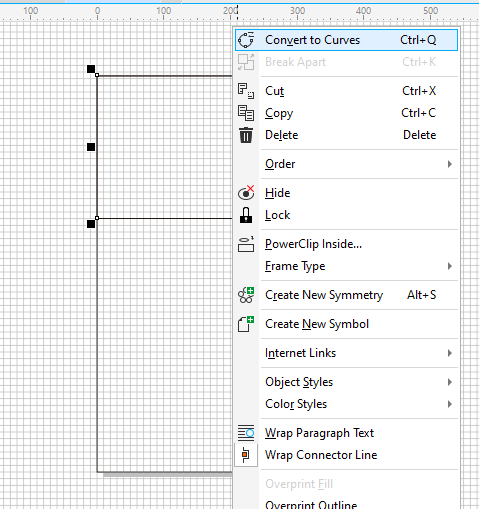 100 0 100 200 300 400 500
Convert to Curves Ctrl+Q
Break Apart Ctrl+K
Cut Ctrl+X
Copy Ctrl+C
Delete Delete
Order
Hide
Lock
PowerClip Inside...
Frame Type
Create New Symmetry Alt+S
Create New Symbol
Internet Links
Object Styles
Color Styles
Wrap Paragraph Text
Wrap Connector Line
Overprint Fill
Overprint Outline